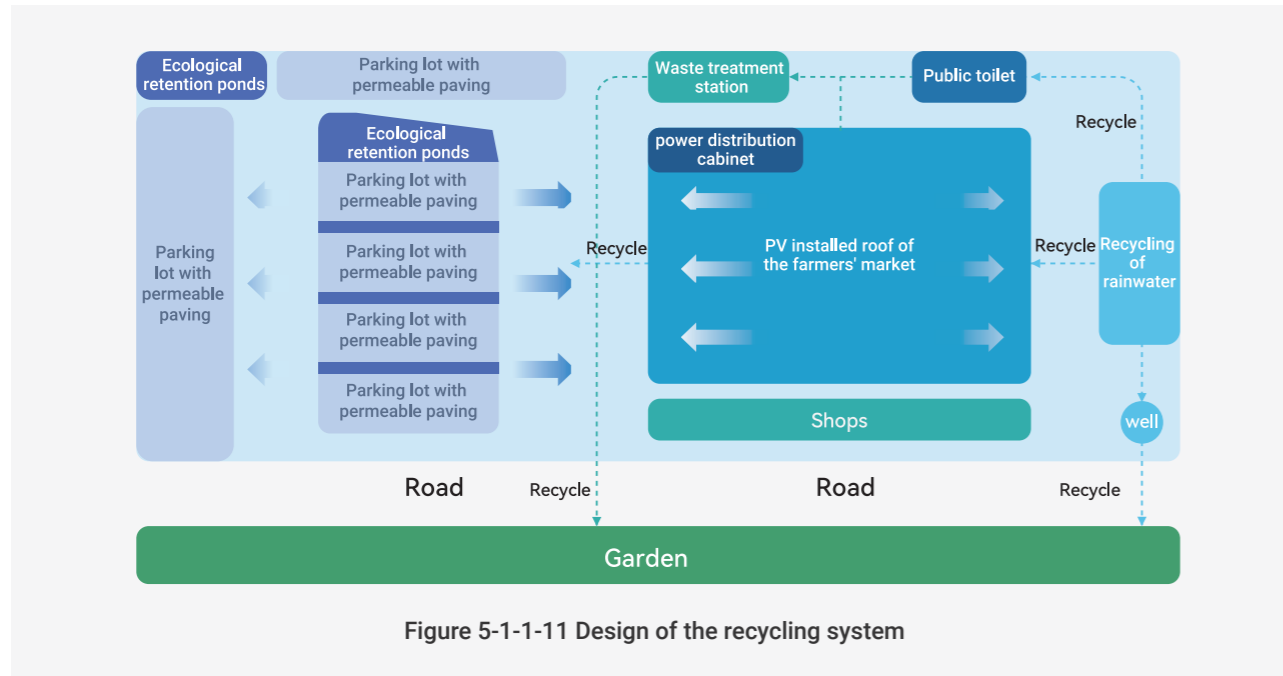 Ecological
retention ponds
Parking lot with
permeable paving
Waste treatment
station
Public toilet
Recycle
Ecological
retention ponds
power distribution
cabinet
Parking lot with
permeable paving
Parking
lot with
permeable
paving
Parking lot with
permeable paving
Recycle
PV installed roof of
the farmers' market
Recycle
Recycling
of
rainwater
Parking lot with
permeable paving
Parking lot with
permeable paving
Shops
well
Road
Recycle
Road
Recycle
Garden
Figure 5-1-1-11 Design of the recycling system